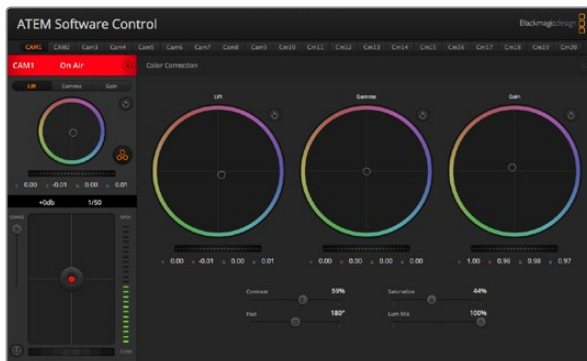 ATEM Software Control
Blackmagicdesign
CAM1 CAM2 Cam3 Cam4 Cam5 Cam6 Cam7 Cam8 Cam9 Cm10 Cm11 Cm12 Cm13 Cm14 Cm15 Cm16 Cm17 Cm18 Cm19 Cm20
CAM1 On Air
Color Correction
Lift Gamma Gain
Lift Gamma Gain
0.00 -0.01 0.00 0.01
0.00 -0.01 0.00 0.01
0.00 0.00 0.00 0.00
1.00 0.96 0.98 0.97
+0db 1/50
Contrast 59%
Saturation 44%
Hue 180°
Lum Mix 100%